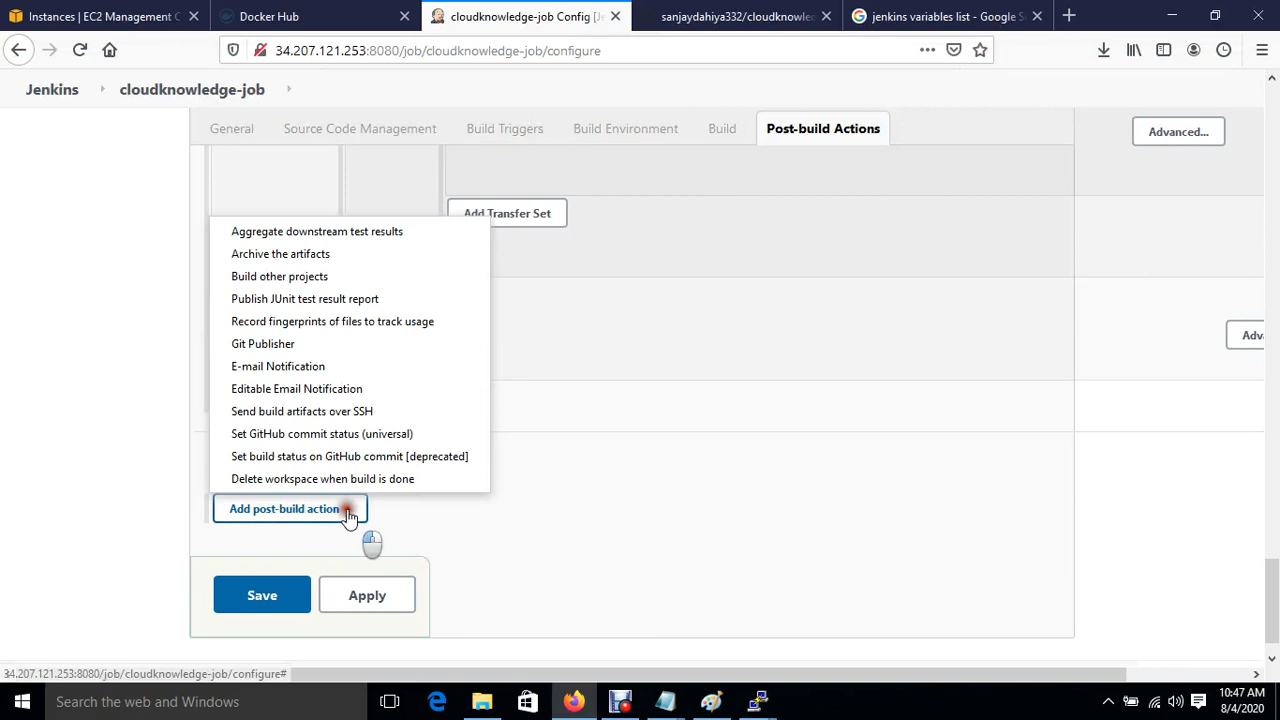 Instances | EC2 Management C
Docker Hub
cloudknowledge-job Config [Je
sanjaydahiya332/cloudknowled
jenkins variables list - Google S
34.207.121.253:8080/job/cloudknowledge-job/configure
Jenkins
cloudknowledge-job
General
Source Code Management
Build Triggers
Build Environment
Build
Post-build Actions
Advanced...
Add Transfer Set
Aggregate downstream test results
Archive the artifacts
Build other projects
Publish JUnit test result report
Record fingerprints of files to track usage
Git Publisher
Adv
E-mail Notification
Editable Email Notification
Send build artifacts over SSH
Set GitHub commit status (universal)
Set build status on GitHub commit [deprecated]
Delete workspace when build is done
Add post-build action
Save
Apply
34.207.121.253:8080/job/cloudknowledge-job/configure#
Search the web and Windows
10:47 AM
8/4/2020